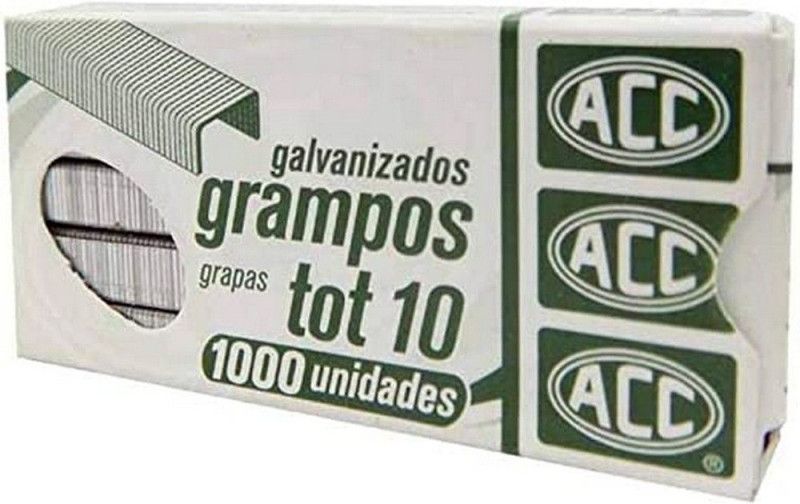 galvanizados
grampos
grapas
tot 10
1000 unidades
ACC
ACC
ACC
®